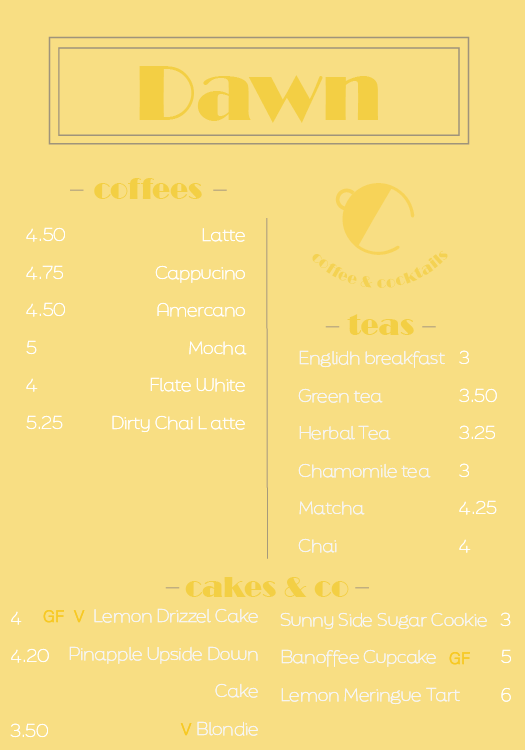 Dawn
coffees
4.50 Latte
4.75 Cappucino
4.50 Amercano
5 Mocha
4 Flate White
5.25 Dirty Chai Latte
coffee & cocktails
teas
Englidh breakfast 3
Green tea 3.50
Herbal Tea 3.25
Chamomile tea 3
Matcha 4.25
Chai 4
cakes & co
4 GF V Lemon Drizzel Cake
4.20 Pinapple Upside Down
Cake
3.50 V Blondie
Sunny Side Sugar Cookie 3
Banoffee Cupcake GF 5
Lemon Meringue Tart 6